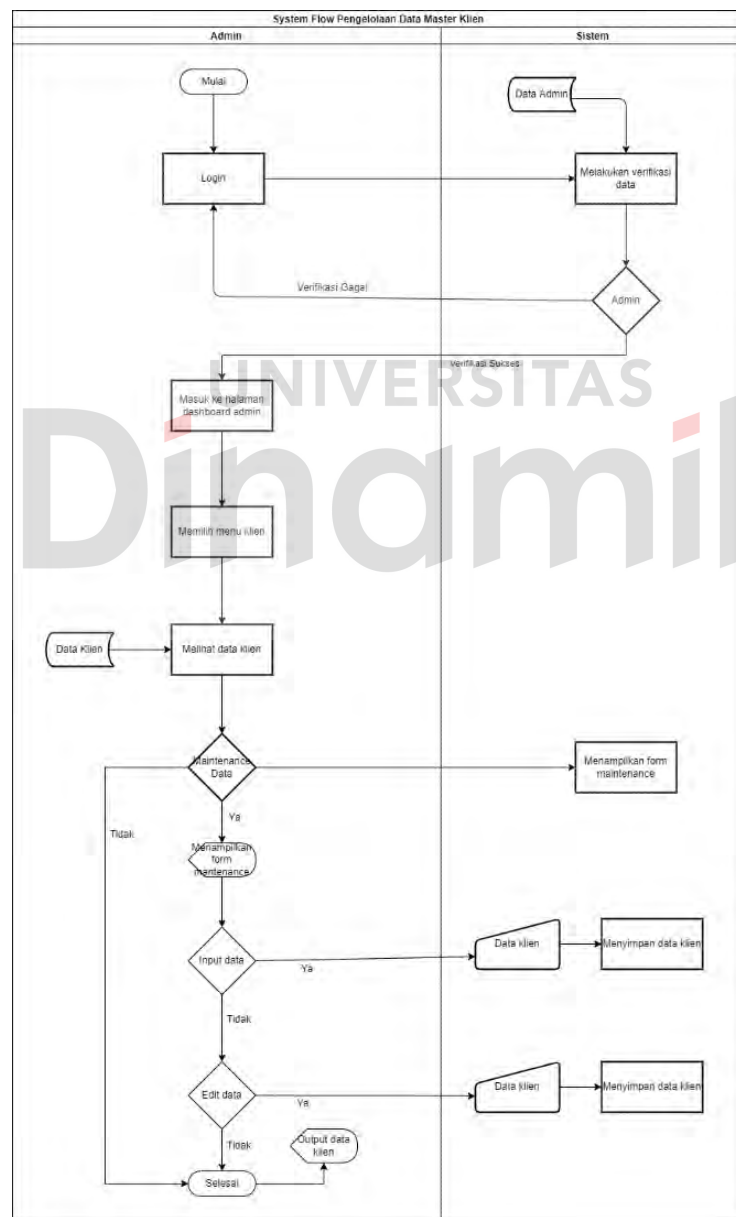 System Flow Pengelolaan Data Master Klien
Admin
Sistem
Mulai
Data Admin
Login
Melakukan verifikasi
data
Verifikasi Gagal
Admin
Verifikasi Sukses
UNIVERSITAS
Dinamik
Masuk ke halaman
dashboard admin
Memilih menu klien
Data Klien
Melihat data klien
Maintenance
Data
Menampilkan form
maintenance
Ya
Tidak
Menampilkan
form
mantenance
Input data
Ya
Data klien
Menyimpan data klien
Tidak
Edit data
Ya
Data klien
Menyimpan data klien
Tidak
Output data
klien
Selesai